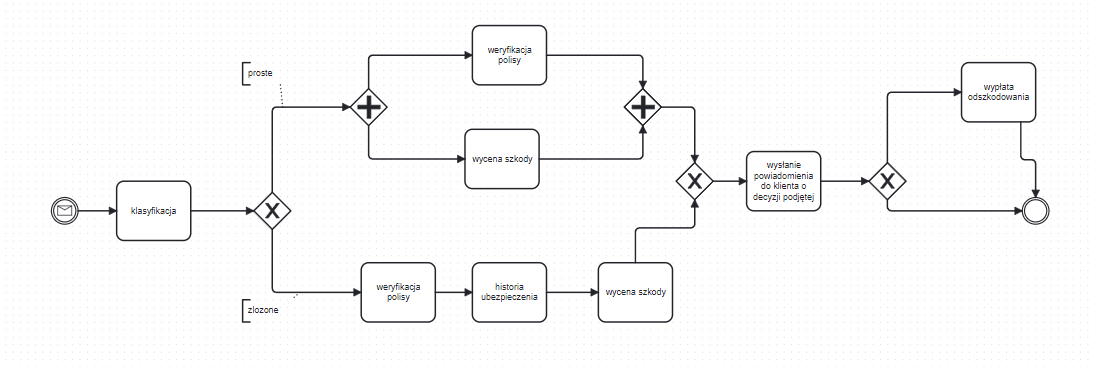 proste
weryfikacja
polisy
wycena szkody
klasyfikacja
zlozone
weryfikacja
polisy
historia
ubezpieczenia
wycena szkody
wysłanie
powiadomienia
do klienta o
decyzji podjętej
wypłata
odszkodowania